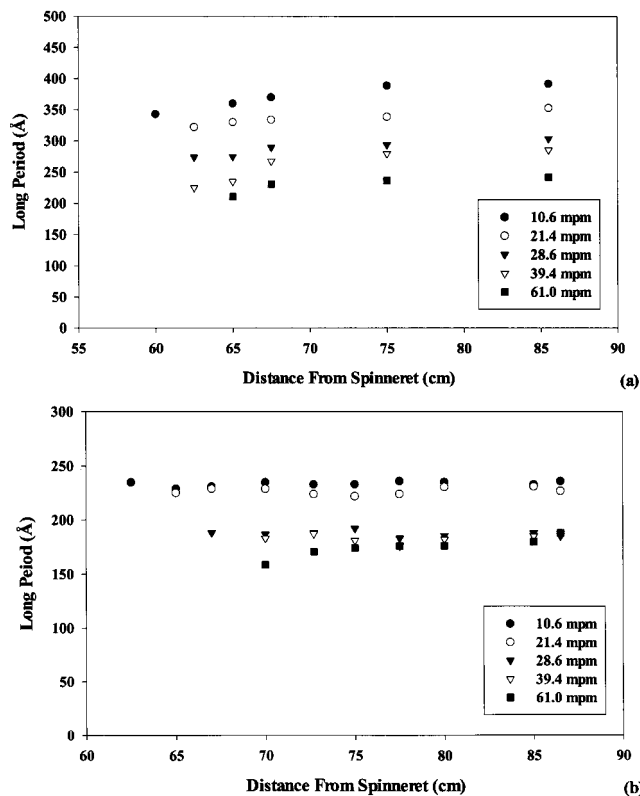 500
450
400
350
300
250
200
150
100
50
0
Long Period (Å)
10.6 mpm
21.4 mpm
28.6 mpm
39.4 mpm
61.0 mpm
55 60 65 70 75 80 85 90
Distance From Spinneret (cm)
(a)
300
250
200
150
100
50
0
Long Peiod (Å)
10.6 mpm
21.4 mpm
28.6 mpm
39.4 mpm
61.0 mpm
60 65 70 75 80 85 90
Distance From Spinneret (cm)
(b)